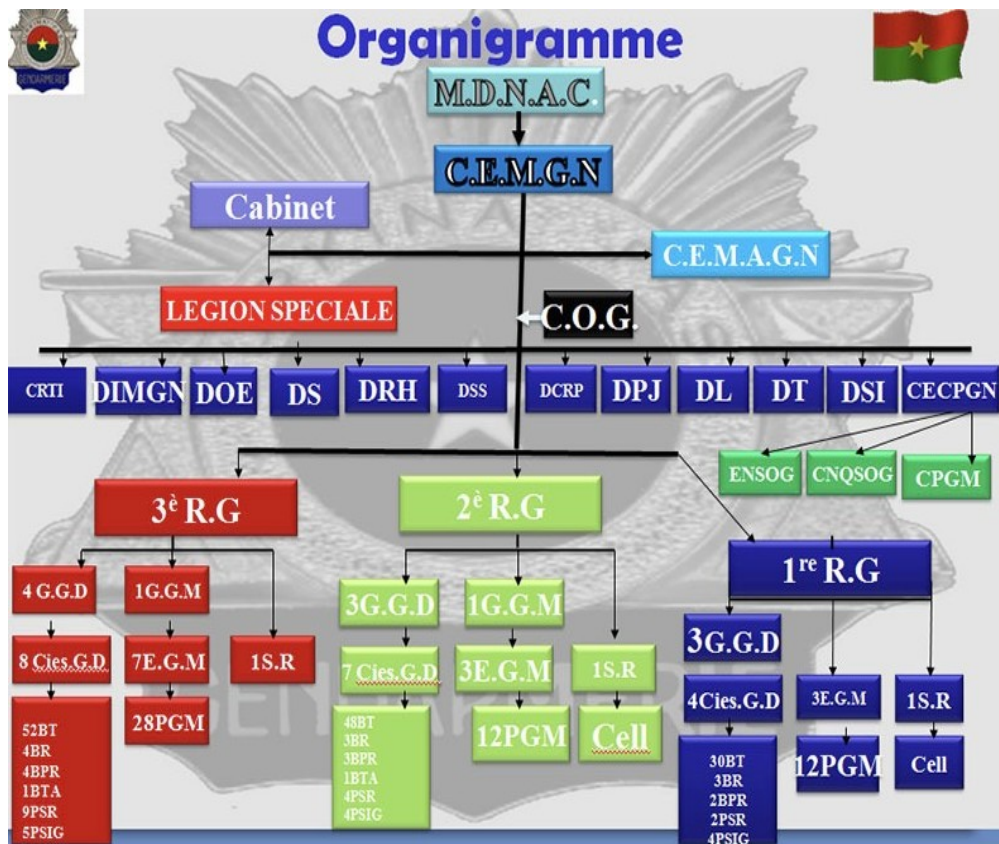 Organigramme
GENDARMERIE
M.D.N.A.C.
C.E.M.G.N
Cabinet
C.E.M.A.G.N
LEGION SPECIALE
C.O.G.
CRTI
DIMGN
DOE
DS
DRH
DSS
DCRP
DPJ
DL
DT
DSI
CECPGN
ENSOG
CNQSOG
CPGM
3è R.G
2è R.G
1re R.G
4 G.G.D
1G.G.M
8 Cies.G.D
7E.G.M
1S.R
52BT
4BR
4BPR
1BTA
9PSR
5PSIG
28PGM
3G.G.D
1G.G.M
7 Cies.G.D
3E.G.M
1S.R
48BT
3BR
3BPR
1BTA
4PSR
4PSIG
12PGM
Cell
3G.G.D
4Cies.G.D
3E.G.M
1S.R
30BT
3BR
2BPR
2PSR
4PSIG
12PGM
Cell
GENDARMERIE